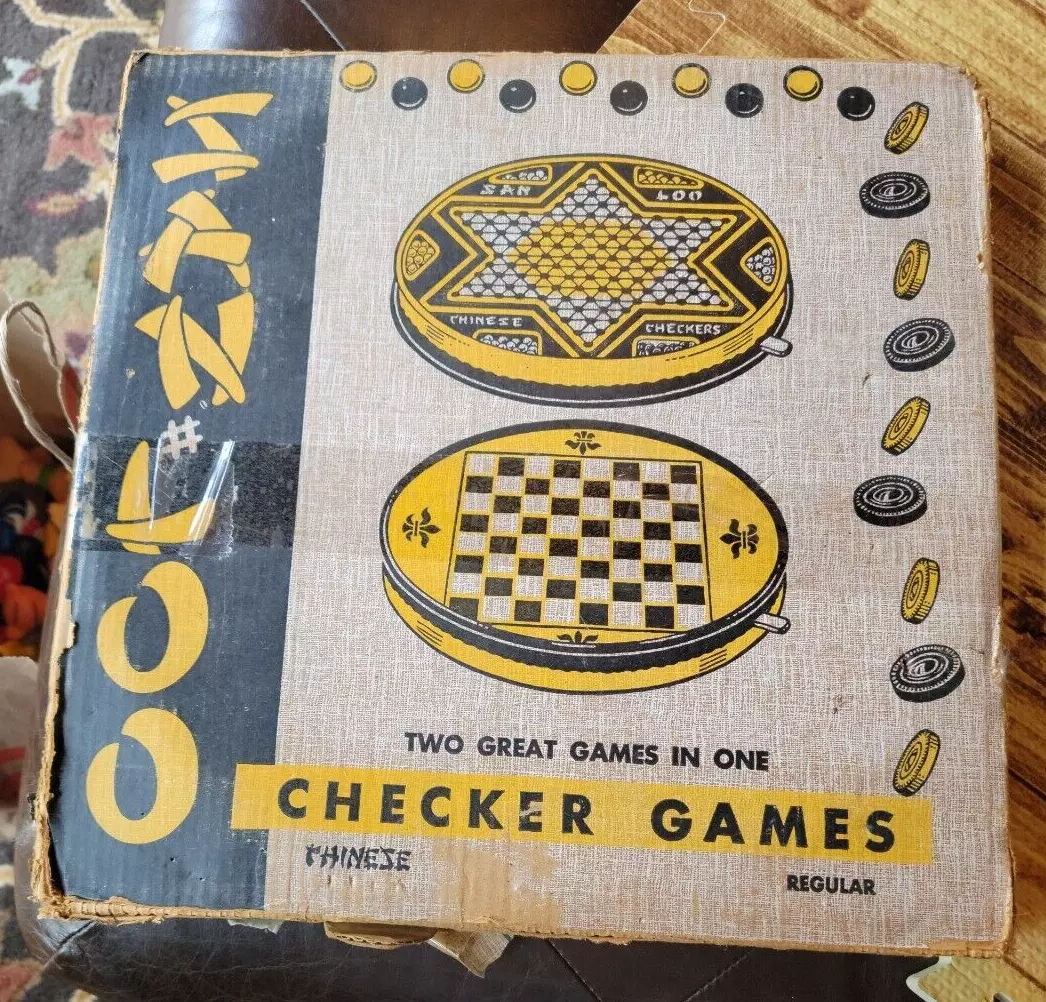 SAN LOO
#
SAN LOO
CHINESE CHECKERS
TWO GREAT GAMES IN ONE
CHECKER GAMES
CHINESE
REGULAR